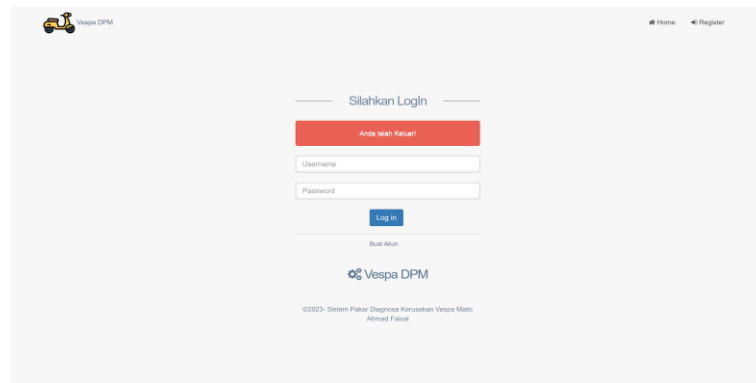 Vespa DPM
Home Register
Silahkan LogIn
Anda telah Keluar!
Username
Password
Log in
Buat Akun
Vespa DPM
©2023- Sistem Pakar Diagnosa Kerusakan Vespa Matic
Ahmad Faisal